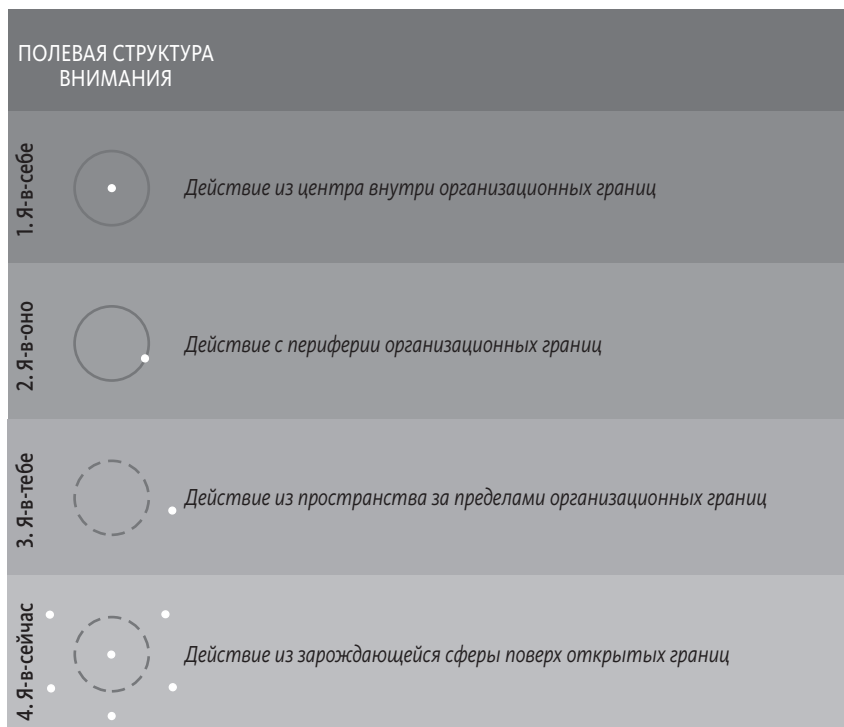 ПОЛЕВАЯ СТРУКТУРА
ВНИМАНИЯ
1. Я-в-себе
Действие из центра внутри организационных границ
2. Я-в-оно
Действие с периферии организационных границ
3. Я-в-тебе
Действие из пространства за пределами организационных границ
4. Я-в-сейчас
Действие из зарождающейся сферы поверх открытых границ